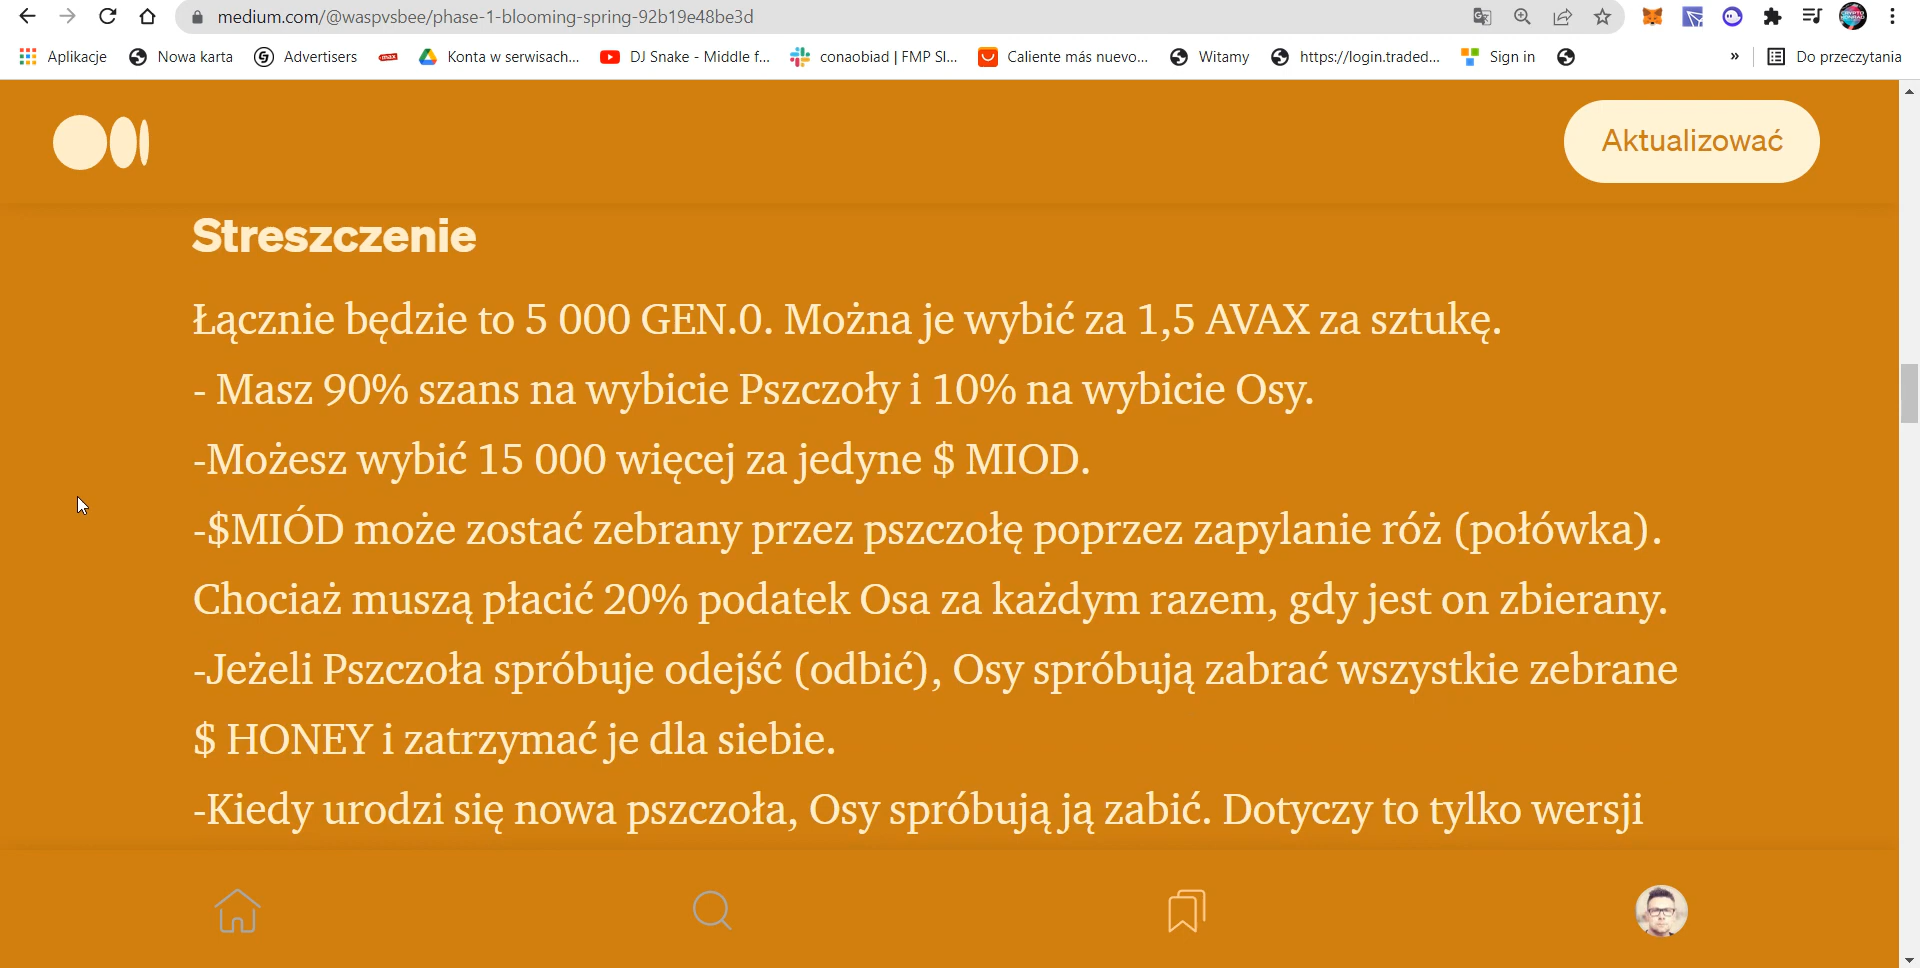 medium.com/@waspvsbee/phase-1-blooming-spring-92b19e48be3d
Aplikacje Nowa karta Advertisers max Konta w serwisach... DJ Snake - Middle f... conaobiad | FMP Sl... Caliente más nuevo... Witamy https://login.traded... Sign in » Do przeczytania
Aktualizować
Streszczenie
Łącznie będzie to 5 000 GEN.0. Można je wybić za 1,5 AVAX za sztukę.
- Masz 90% szans na wybicie Pszczoły i 10% na wybicie Osy.
-Możesz wybić 15 000 więcej za jedyne $ MIOD.
-$MIÓD może zostać zebrany przez pszczołę poprzez zapylanie róż (połówka).
Chociaż muszą płacić 20% podatek Osa za każdym razem, gdy jest on zbierany.
-Jeżeli Pszczoła spróbuje odejść (odbić), Osy spróbują zabrać wszystkie zebrane
$ HONEY i zatrzymać je dla siebie.
-Kiedy urodzi się nowa pszczoła, Osy spróbują ją zabić. Dotyczy to tylko wersji